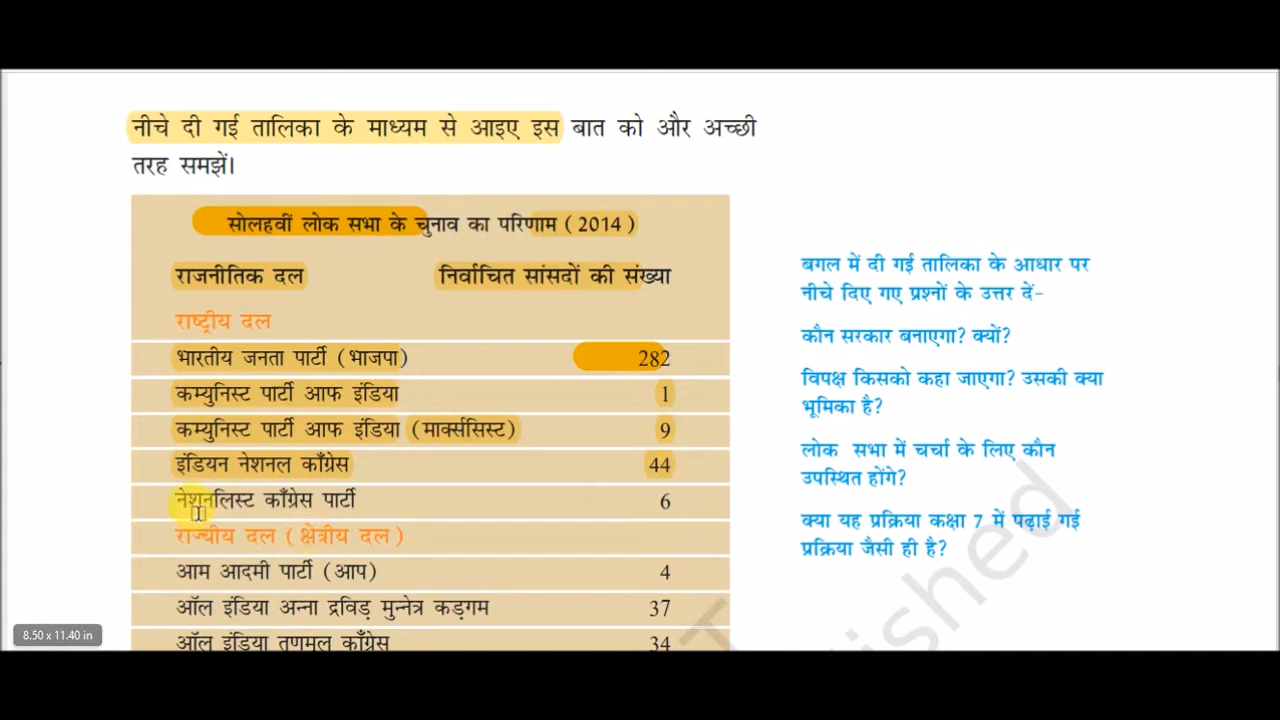 नीचे दी गई तालिका के माध्यम से आइए इस बात को और अच्छी
तरह समझें।
सोलहवीं लोक सभा के चुनाव का परिणाम (2014)
राजनीतिक दल निर्वाचित सांसदों की संख्या
राष्ट्रीय दल
भारतीय जनता पार्टी (भाजपा) 282
कम्युनिस्ट पार्टी आफ इंडिया 1
कम्युनिस्ट पार्टी आफ इंडिया (मार्क्ससिस्ट) 9
इंडियन नेशनल काँग्रेस 44
नेशनलिस्ट काँग्रेस पार्टी 6
राज्यीय दल (क्षेत्रीय दल)
आम आदमी पार्टी (आप) 4
ऑल इंडिया अन्ना द्रविड़ मुन्नेत्र कड़गम 37
ऑल इंडिया तृणमूल काँग्रेस 34
बगल में दी गई तालिका के आधार पर
नीचे दिए गए प्रश्नों के उत्तर दें-
कौन सरकार बनाएगा? क्यों?
विपक्ष किसको कहा जाएगा? उसकी क्या
भूमिका है?
लोक सभा में चर्चा के लिए कौन
उपस्थित होंगे?
क्या यह प्रक्रिया कक्षा 7 में पढ़ाई गई
प्रक्रिया जैसी ही है?
8.50 x 11.40 in